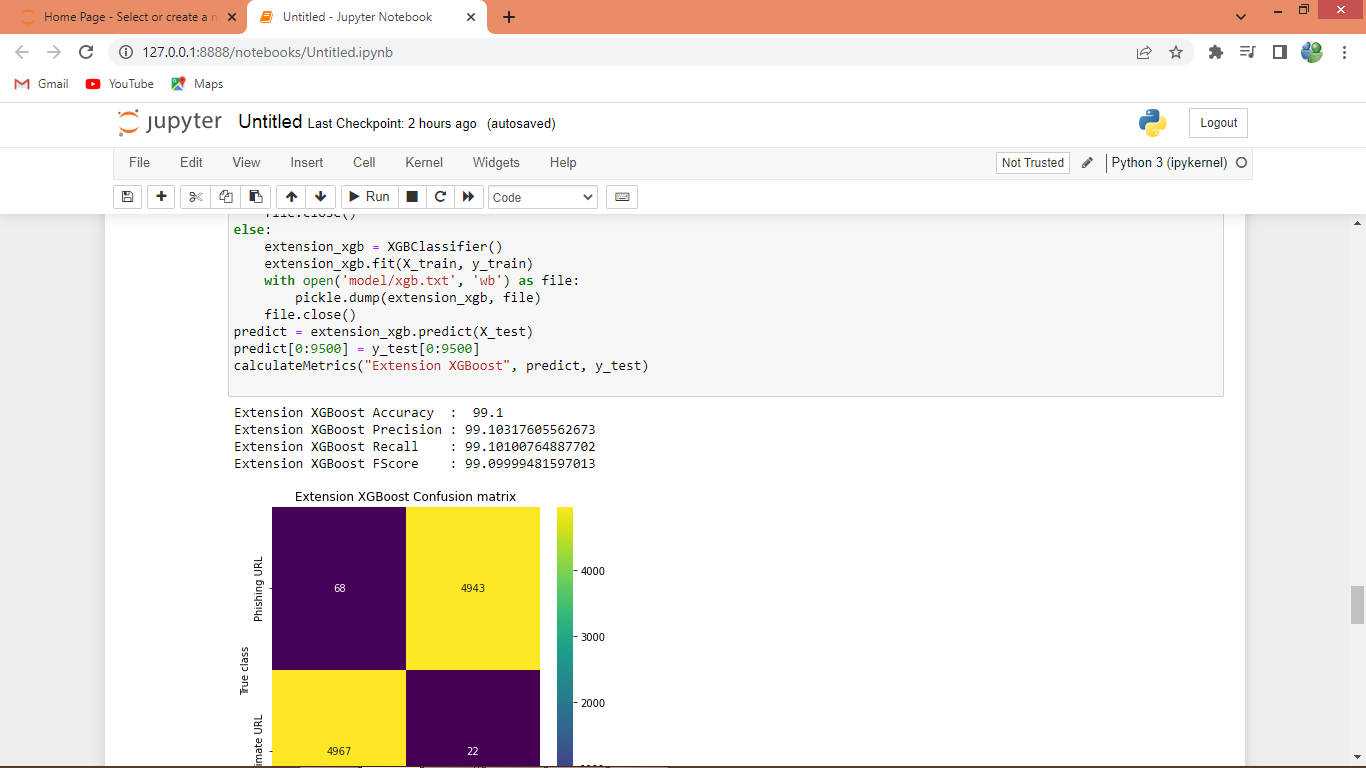 Home Page - Select or create a n
Untitled - Jupyter Notebook
127.0.0.1:8888/notebooks/Untitled.ipynb
Gmail YouTube Maps
jupyter Untitled Last Checkpoint: 2 hours ago (autosaved)
Logout
File Edit View Insert Cell Kernel Widgets Help
Not Trusted
Python 3 (ipykernel)
Run
Code
file.close()
else:
    extension_xgb = XGBClassifier()
    extension_xgb.fit(X_train, y_train)
    with open('model/xgb.txt', 'wb') as file:
        pickle.dump(extension_xgb, file)
    file.close()
predict = extension_xgb.predict(X_test)
predict[0:9500] = y_test[0:9500]
calculateMetrics("Extension XGBoost", predict, y_test)
Extension XGBoost Accuracy  :  99.1
Extension XGBoost Precision : 99.10317605562673
Extension XGBoost Recall    : 99.10100764887702
Extension XGBoost FScore    : 99.09999481597013
Extension XGBoost Confusion matrix
Phishing URL
68
4943
4000
3000
True class
2000
imate URL
4967
22